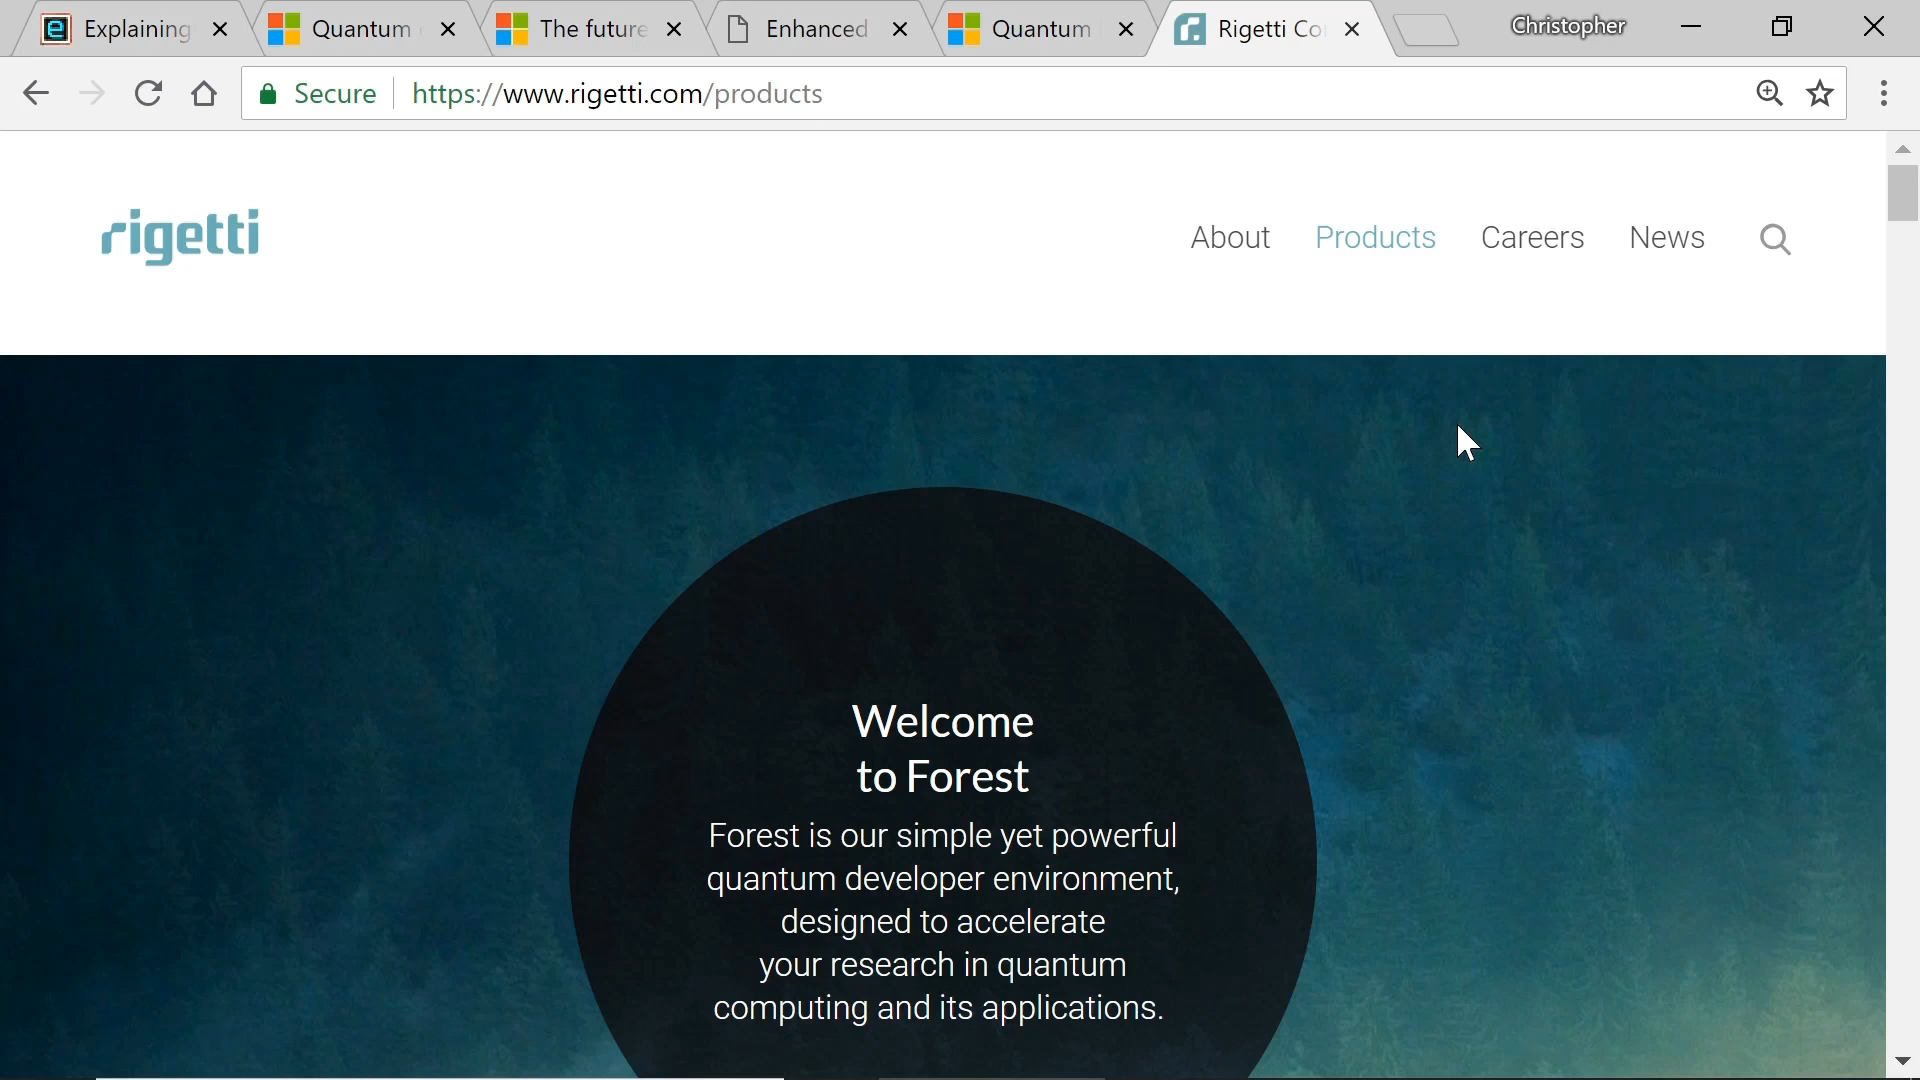 Explaining
Quantum
The future
Enhanced
Quantum
Rigetti Co
Christopher
Secure
https://www.rigetti.com/products
rigetti
About
Products
Careers
News
Welcome
to Forest
Forest is our simple yet powerful
quantum developer environment,
designed to accelerate
your research in quantum
computing and its applications.